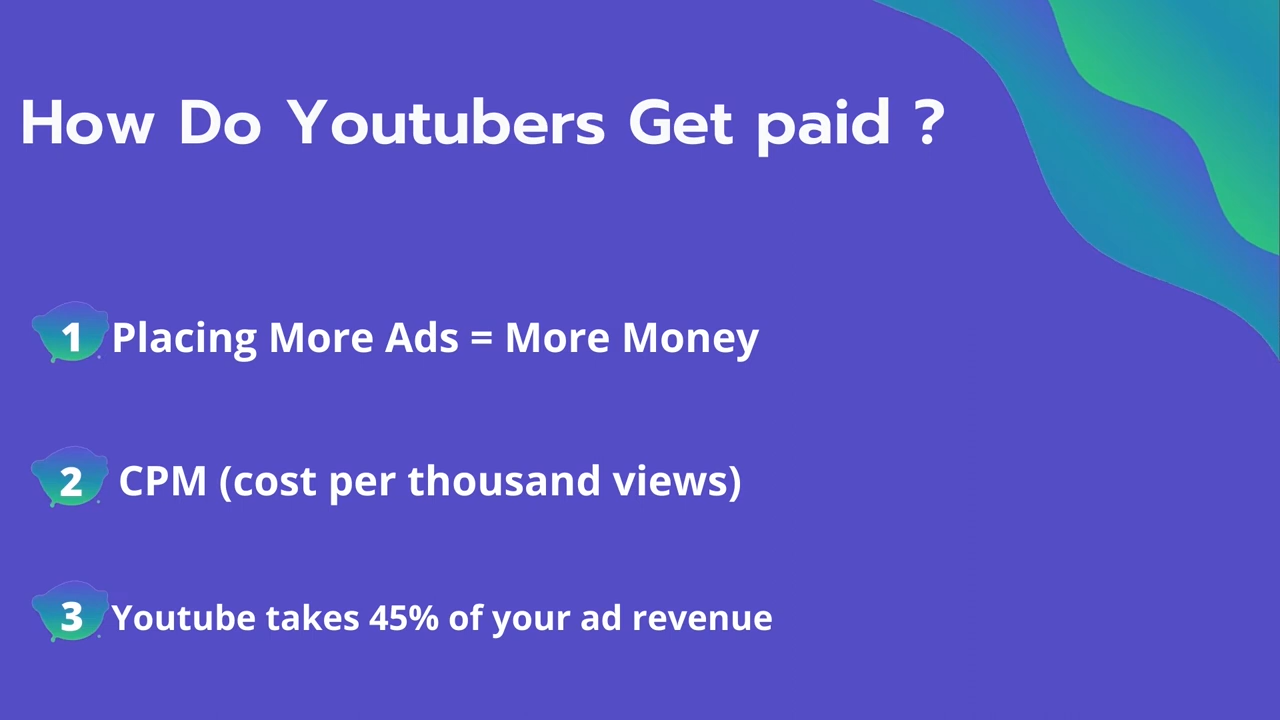 How Do Youtubers Get paid ?
1 Placing More Ads = More Money
2 CPM (cost per thousand views)
3 Youtube takes 45% of your ad revenue